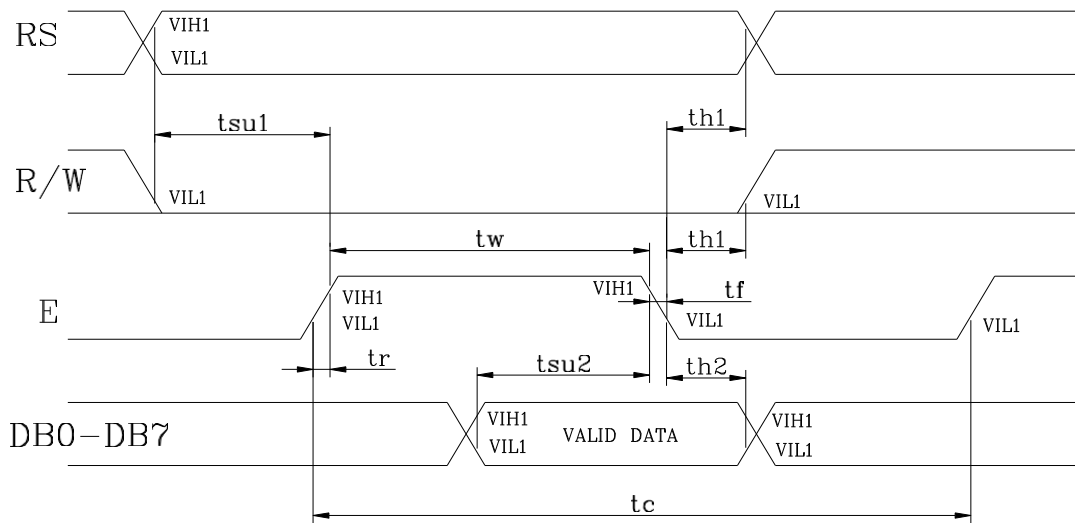 RS
VIH1
VIL1
tsu1
th1
R/W
VIL1
VIL1
tw
th1
E
VIH1
VIL1
VIH1
tf
VIL1
VIL1
tr
tsu2
th2
DB0-DB7
VIH1
VIL1
VALID DATA
VIH1
VIL1
tc